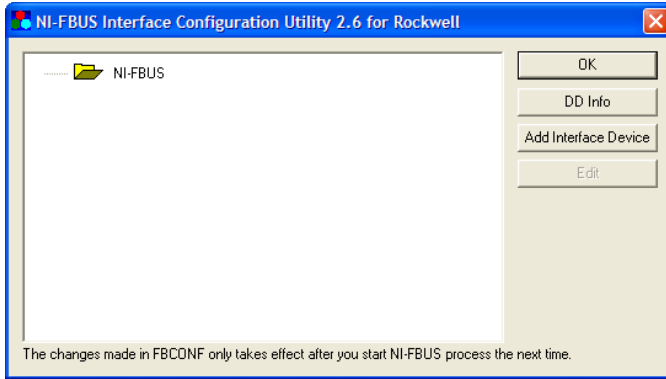 NI-FBUS Interface Configuration Utility 2.6 for Rockwell
NI-FBUS
OK
DD Info
Add Interface Device
Edit
The changes made in FBCONF only takes effect after you start NI-FBUS process the next time.